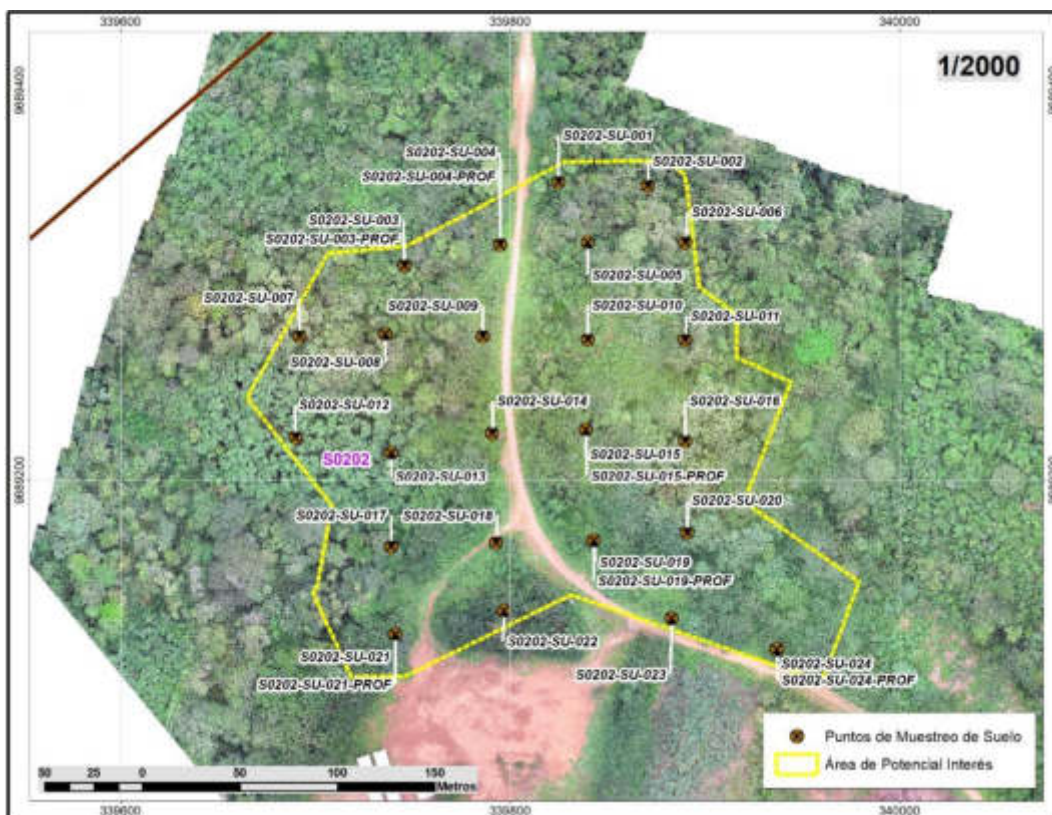 339600 339800 340000
1/2000
9689400 9689400
S0202-SU-001
S0202-SU-004 S0202-SU-002
S0202-SU-004-PROF
S0202-SU-003 S0202-SU-006
S0202-SU-003-PROF
S0202-SU-005
S0202-SU-007 S0202-SU-009 S0202-SU-010 S0202-SU-011
S0202-SU-008
S0202-SU-012 S0202-SU-014 S0202-SU-016
S0202 S0202-SU-013 S0202-SU-015
S0202-SU-015-PROF
9689200 9689200
S0202-SU-020
S0202-SU-017 S0202-SU-018
S0202-SU-019
S0202-SU-019-PROF
S0202-SU-022
S0202-SU-021 S0202-SU-024
S0202-SU-021-PROF S0202-SU-023 S0202-SU-024-PROF
Puntos de Muestreo de Suelo
Área de Potencial Interés
50 25 0 50 100 150
Metros
339600 339800 340000